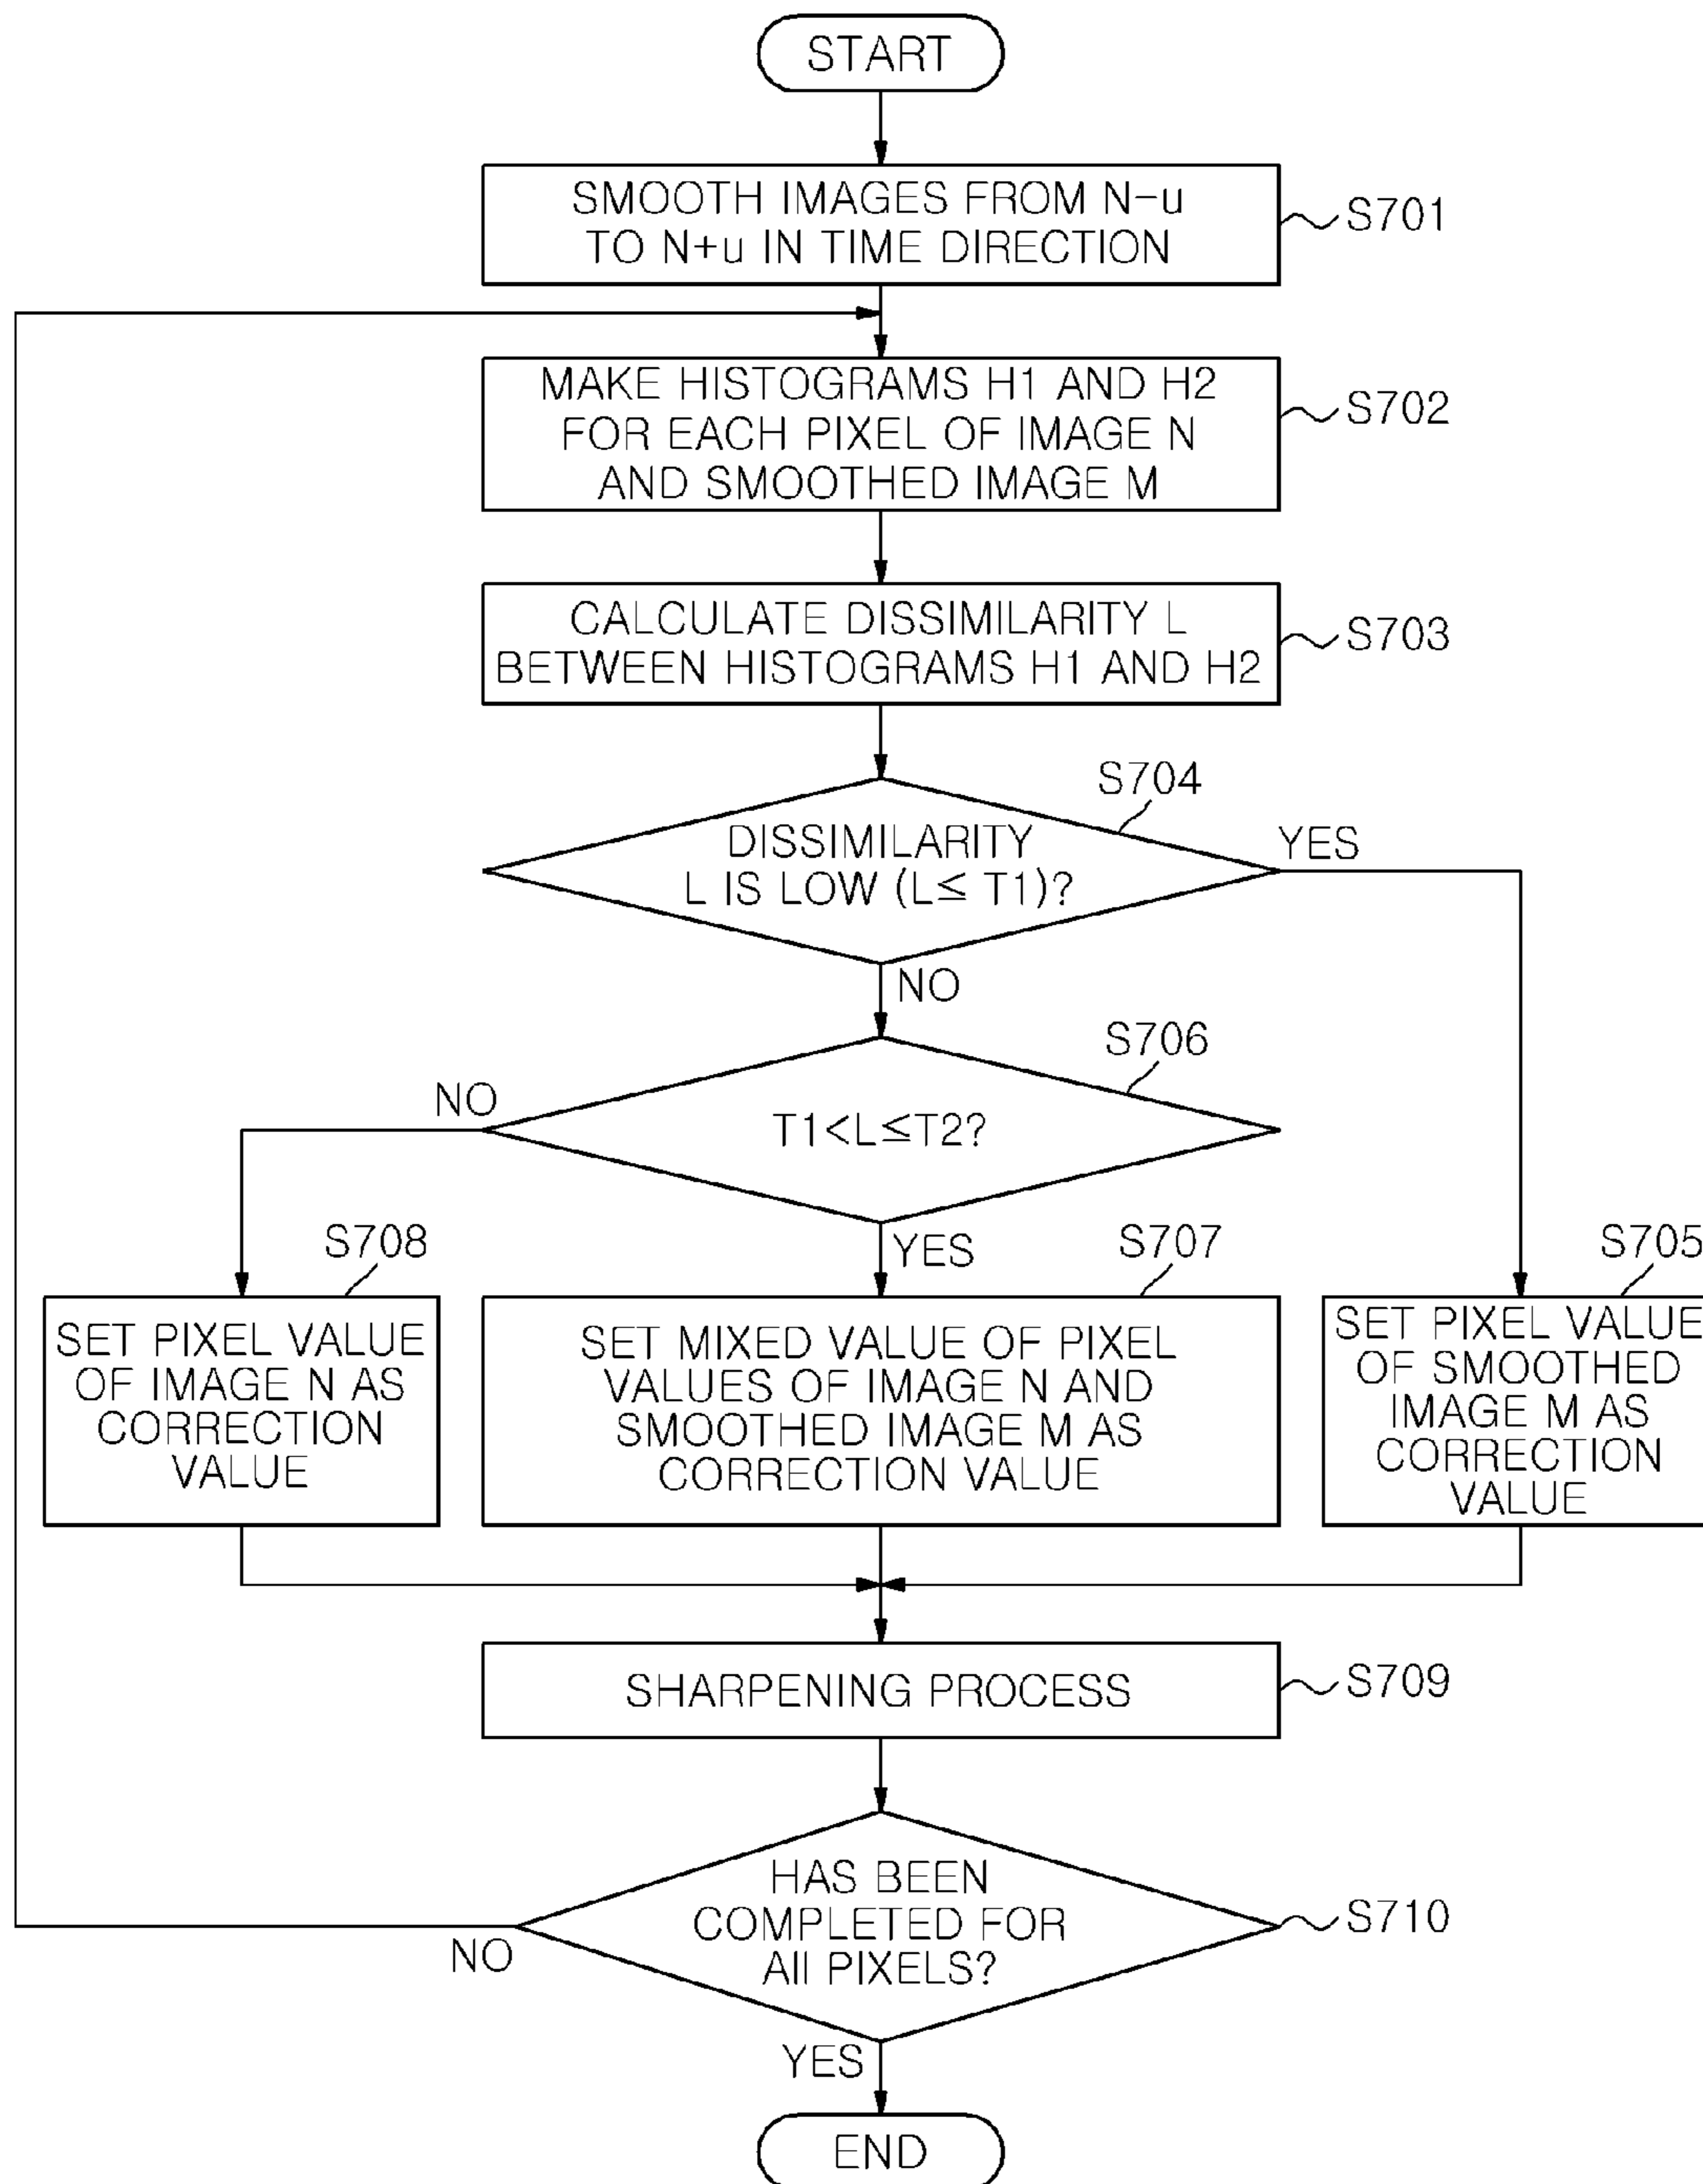 START
SMOOTH IMAGES FROM N-u
TO N+u IN TIME DIRECTION
S701
MAKE HISTOGRAMS H1 AND H2
FOR EACH PIXEL OF IMAGE N
AND SMOOTHED IMAGE M
S702
CALCULATE DISSIMILARITY L
BETWEEN HISTOGRAMS H1 AND H2
S703
S704
DISSIMILARITY
L IS LOW (L≤ T1)?
YES
NO
S706
T1<L≤T2?
NO
YES
S708
SET PIXEL VALUE
OF IMAGE N AS
CORRECTION
VALUE
S707
SET MIXED VALUE OF PIXEL
VALUES OF IMAGE N AND
SMOOTHED IMAGE M AS
CORRECTION VALUE
S705
SET PIXEL VALUE
OF SMOOTHED
IMAGE M AS
CORRECTION
VALUE
SHARPENING PROCESS
S709
HAS BEEN
COMPLETED FOR
All PIXELS?
S710
NO
YES
END